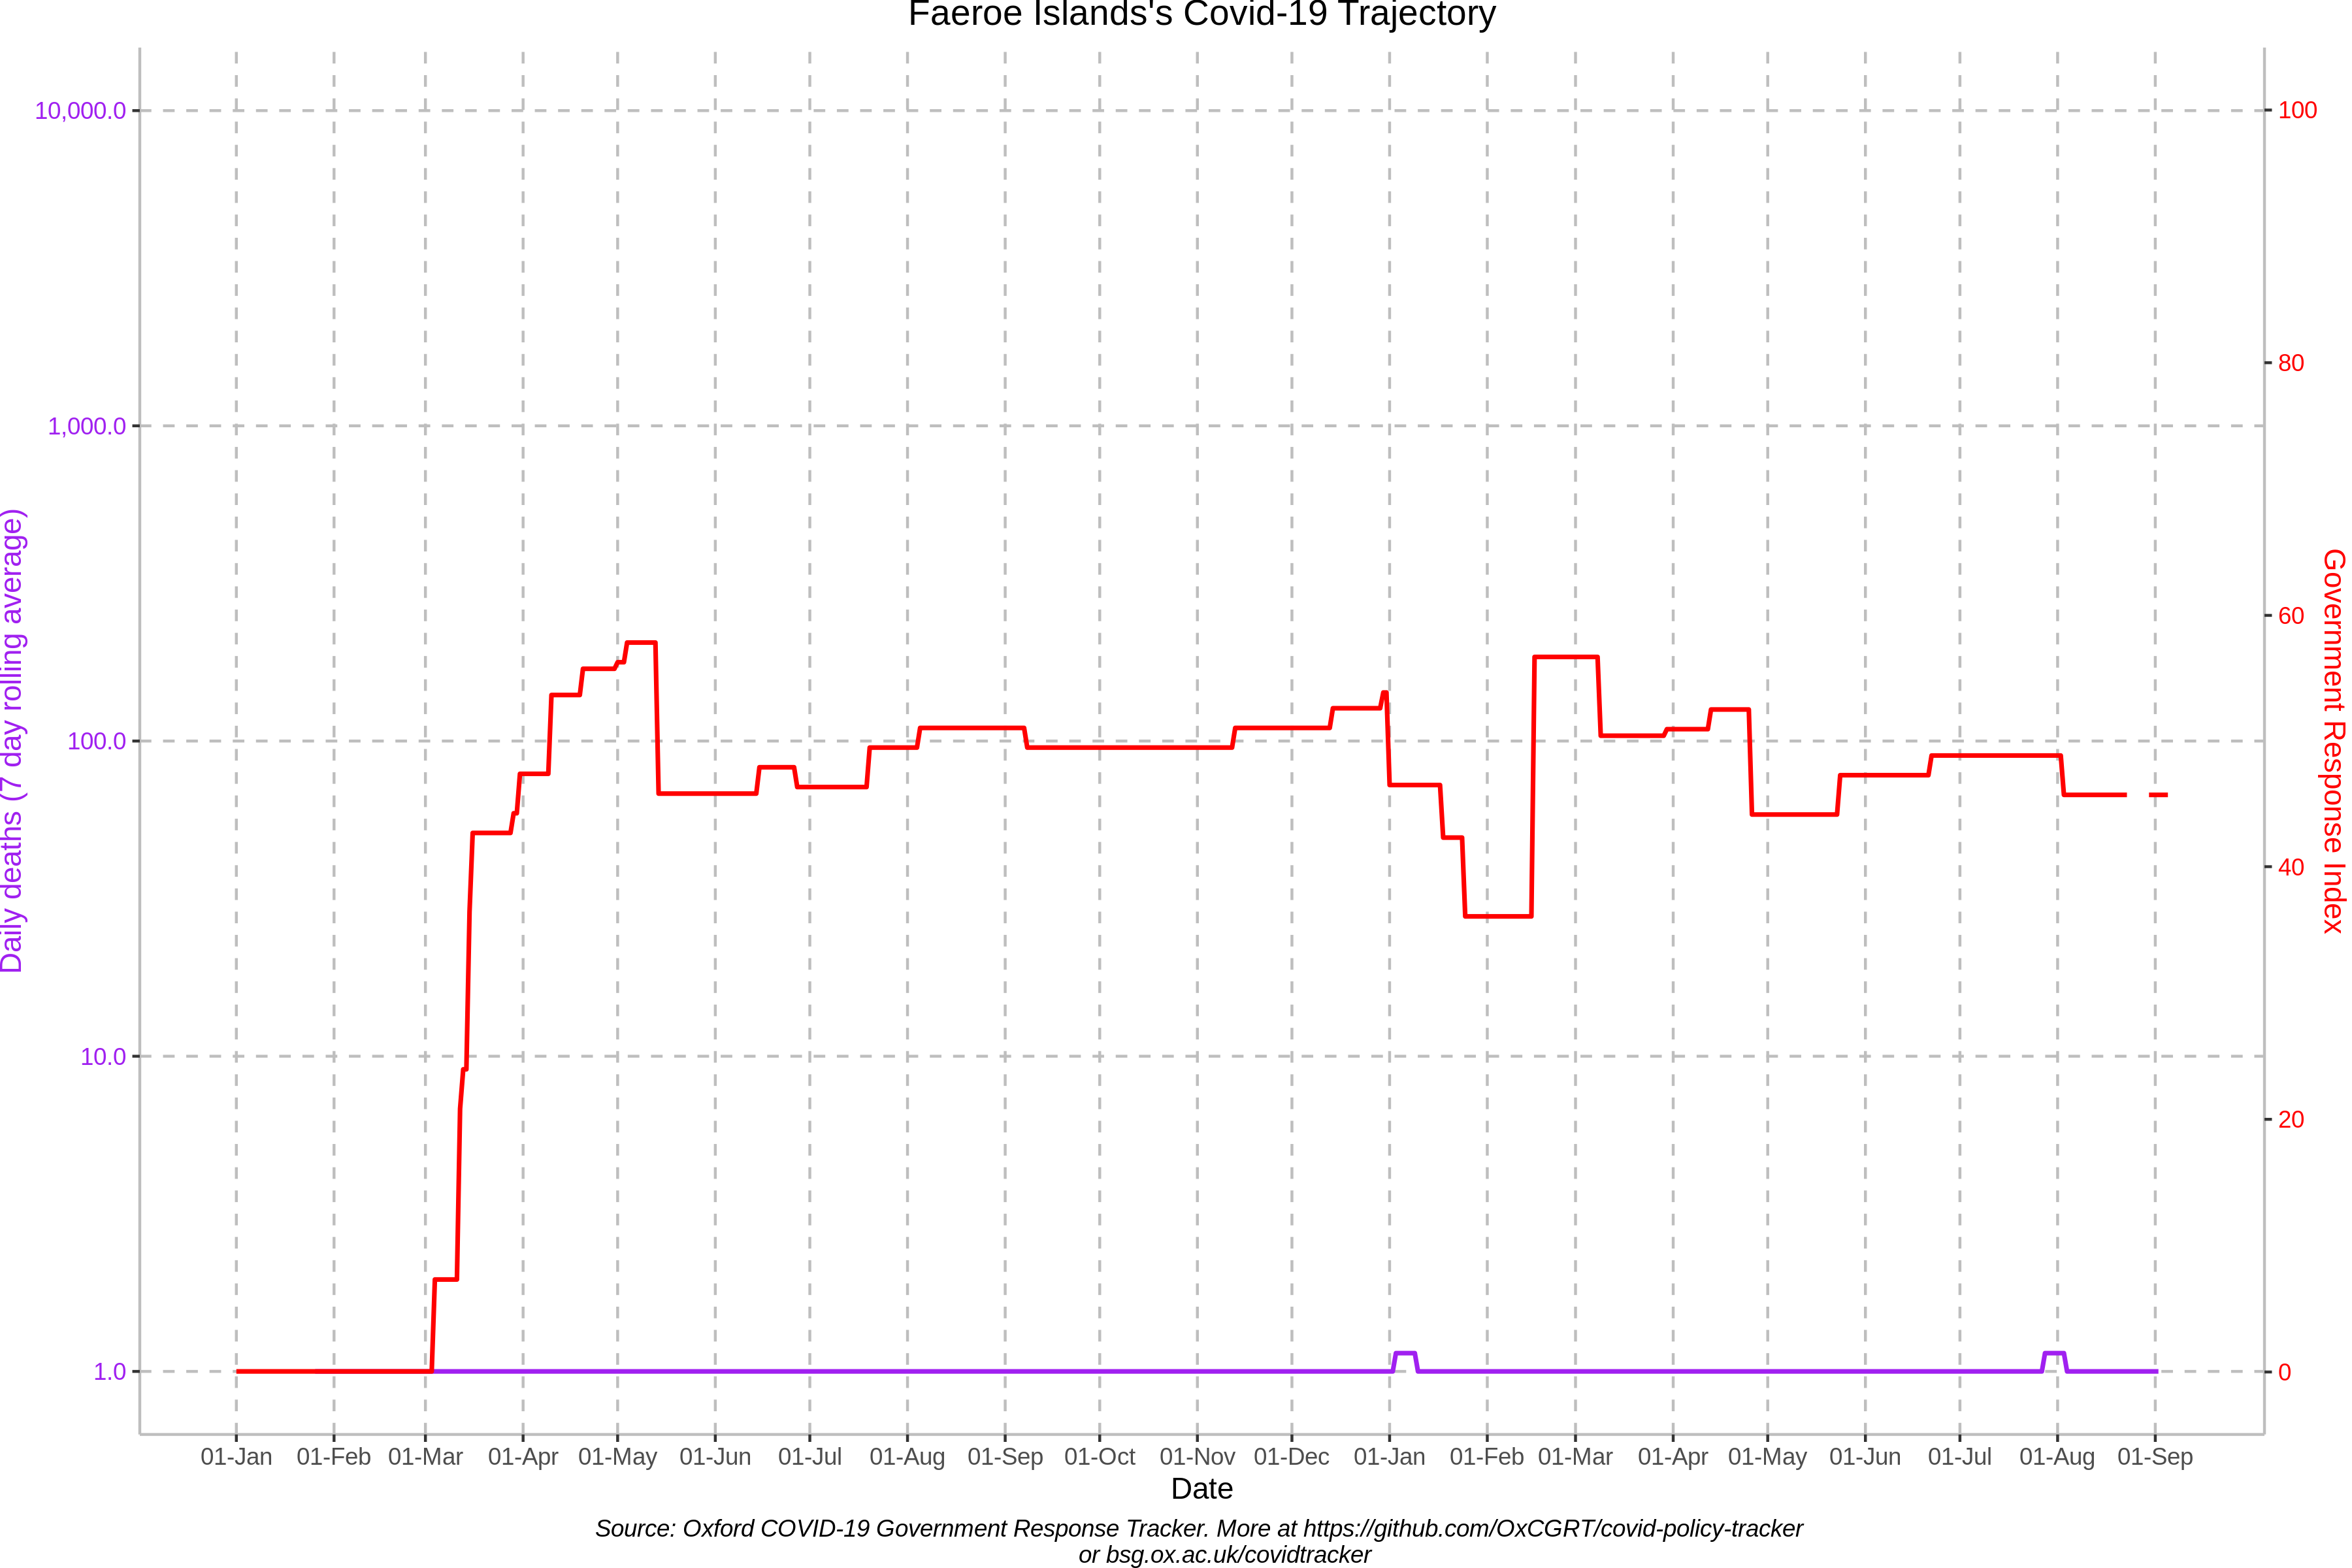 Faeroe Islands's Covid-19 Trajectory
10,000.0
1,000.0
100.0
10.0
1.0
Daily deaths (7 day rolling average)
100
80
60
40
20
0
Government Response Index
01-Jan 01-Feb 01-Mar 01-Apr 01-May 01-Jun 01-Jul 01-Aug 01-Sep 01-Oct 01-Nov 01-Dec 01-Jan 01-Feb 01-Mar 01-Apr 01-May 01-Jun 01-Jul 01-Aug 01-Sep
Date
Source: Oxford COVID-19 Government Response Tracker. More at https://github.com/OxCGRT/covid-policy-tracker
or bsg.ox.ac.uk/covidtracker